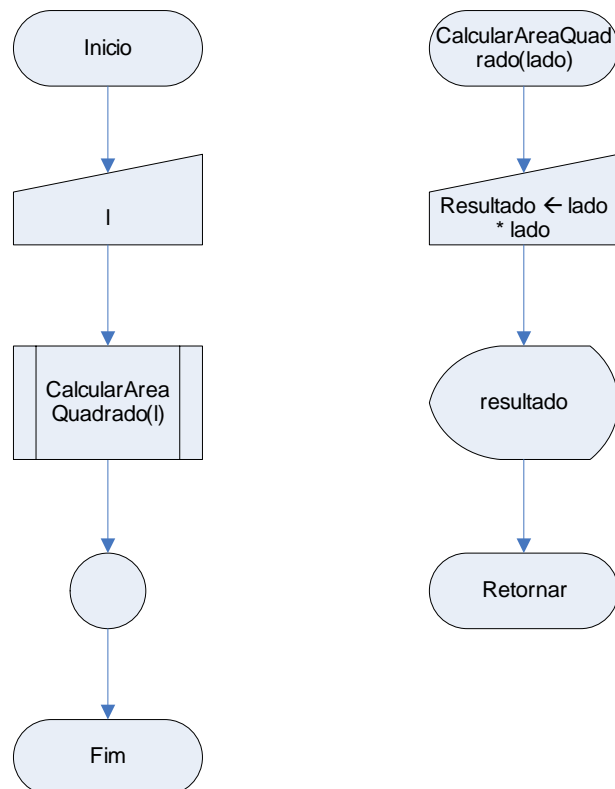 Inicio
l
CalcularArea
Quadrado(l)
Fim
CalcularAreaQuad
rado(lado)
Resultado ← lado
* lado
resultado
Retornar